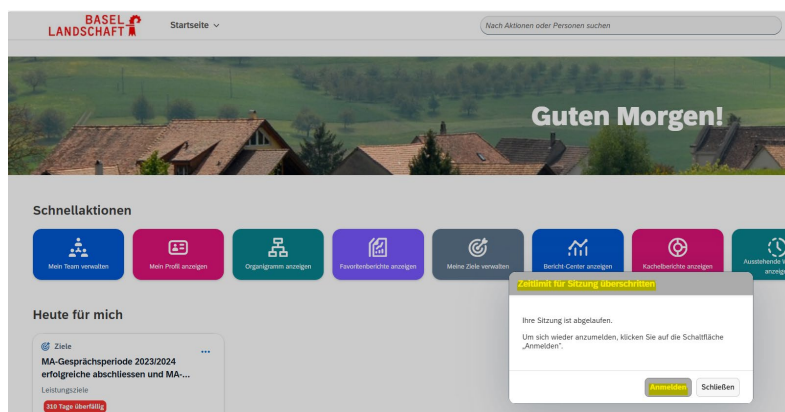 BASEL
LANDSCHAFT
Startseite
Nach Aktionen oder Personen suchen
Guten Morgen!
Schnellaktionen
Mein Team verwalten
Mein Profil anzeigen
Organigramm anzeigen
Favoritenberichte anzeigen
Meine Ziele verwalten
Bericht-Center anzeigen
Kachelberichte anzeigen
Ausstehende
Zeitlimit für Sitzung überschritten
Ihre Sitzung ist abgelaufen.
Um sich wieder anzumelden, klicken Sie auf die Schaltfläche
„Anmelden".
Anmelden
Schließen
Heute für mich
Ziele
MA-Gesprächsperiode 2023/2024
erfolgreiche abschliessen und MA-...
Leistungsziele
310 Tage überfällig